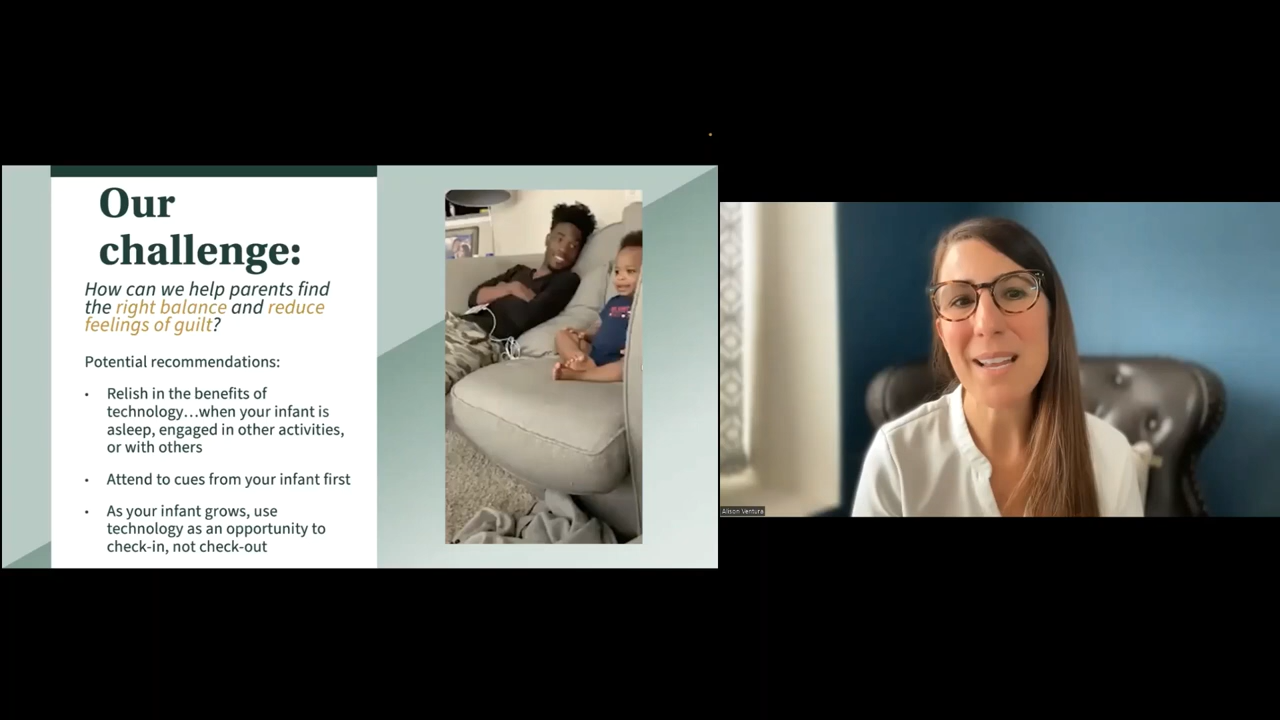 Our
challenge:
How can we help parents find
the right balance and reduce
feelings of guilt?
Potential recommendations:
• Relish in the benefits of
technology…when your infant is
asleep, engaged in other activities,
or with others
• Attend to cues from your infant first
• As your infant grows, use
technology as an opportunity to
check-in, not check-out
Alison Ventura